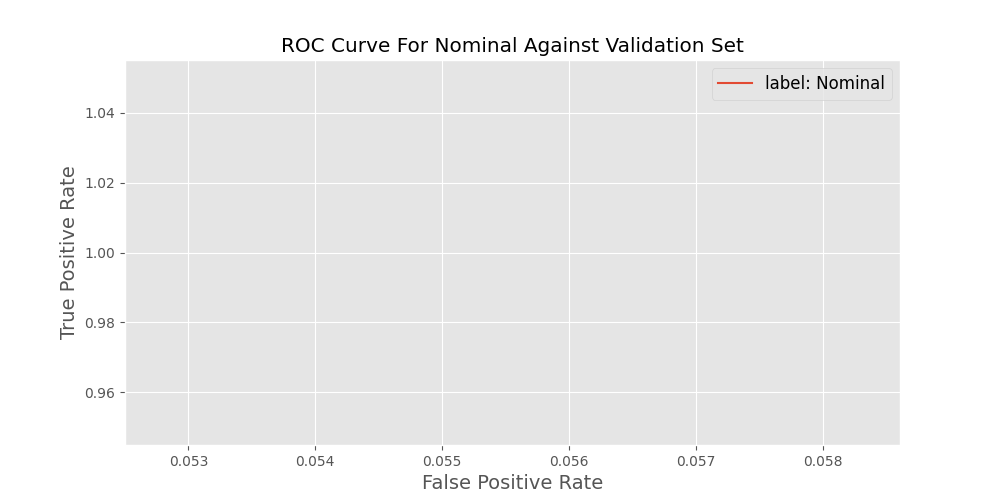 ROC Curve For Nominal Against Validation Set
label: Nominal
True Positive Rate
1.04
1.02
1.00
0.98
0.96
0.053 0.054 0.055 0.056 0.057 0.058
False Positive Rate